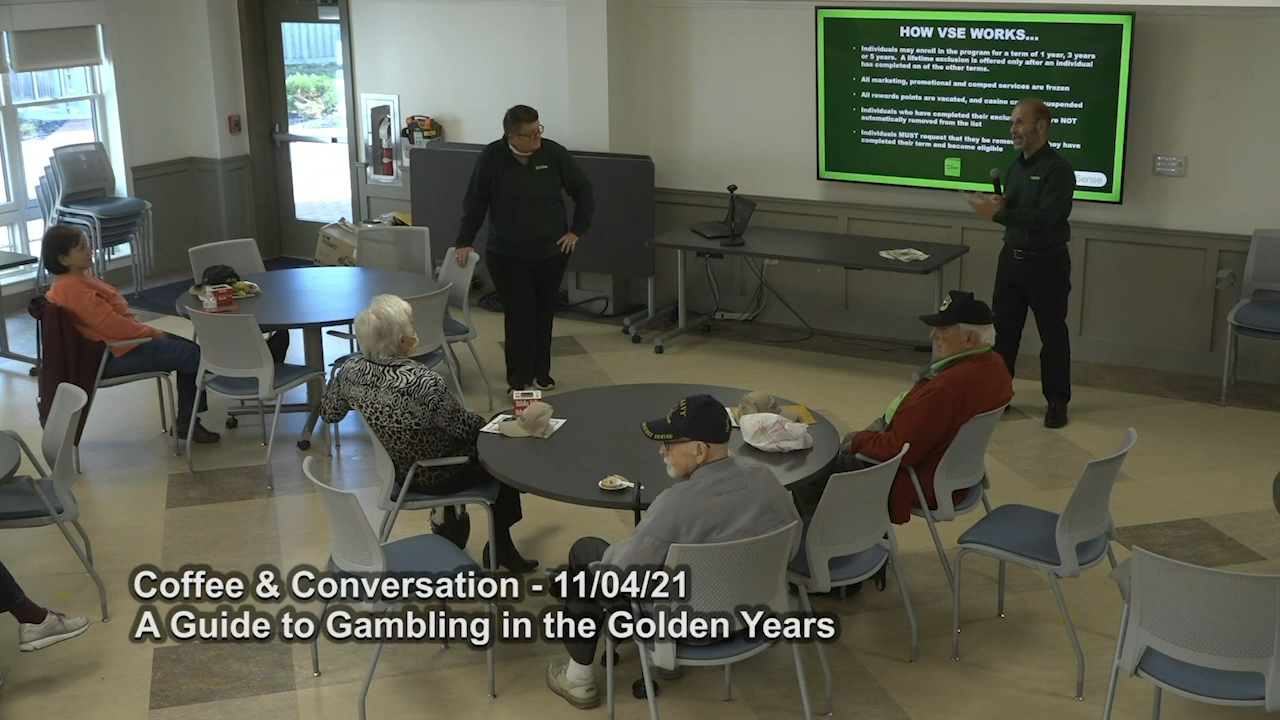 HOW VSE WORKS...
• Individuals may enroll in the program for a term of 1 year, 3 years
or 5 years. A lifetime exclusion is offered only after an individual
has completed on of the other terms.
• All marketing, promotional and comped services are frozen
• All rewards points are vacated, and casino suspended
• Individuals who have completed their NOT
automatically removed from the list
• Individuals MUST request that they be have
completed their term and become eligible
Sense
NAVY
Coffee & Conversation - 11/04/21
A Guide to Gambling in the Golden Years